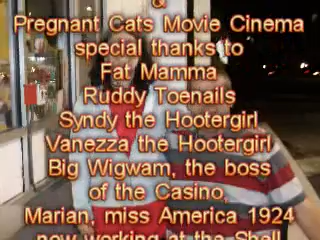 &
Pregnant Cats Movie Cinema
special thanks to
Fat Mamma
Ruddy Toenails
Syndy the Hootergirl
Vanezza the Hootergirl
Big Wigwam, the boss
of the Casino,
Marian, miss America 1924
now working at the Shell